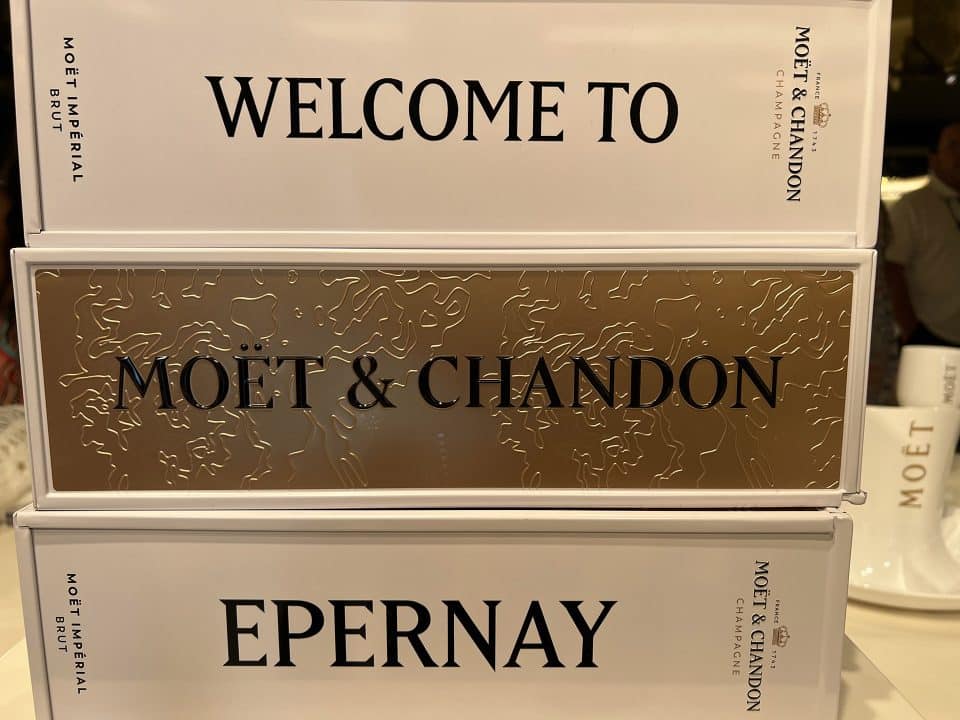 MOËT IMPÉRIAL
BRUT
WELCOME TO
FRANCE 1743
MOËT & CHANDON
CHAMPAGNE
MOËT & CHANDON
MOËT IMPÉRIAL
BRUT
EPERNAY
FRANCE 1743
MOËT & CHANDON
CHAMPAGNE
MOËT
MOËT